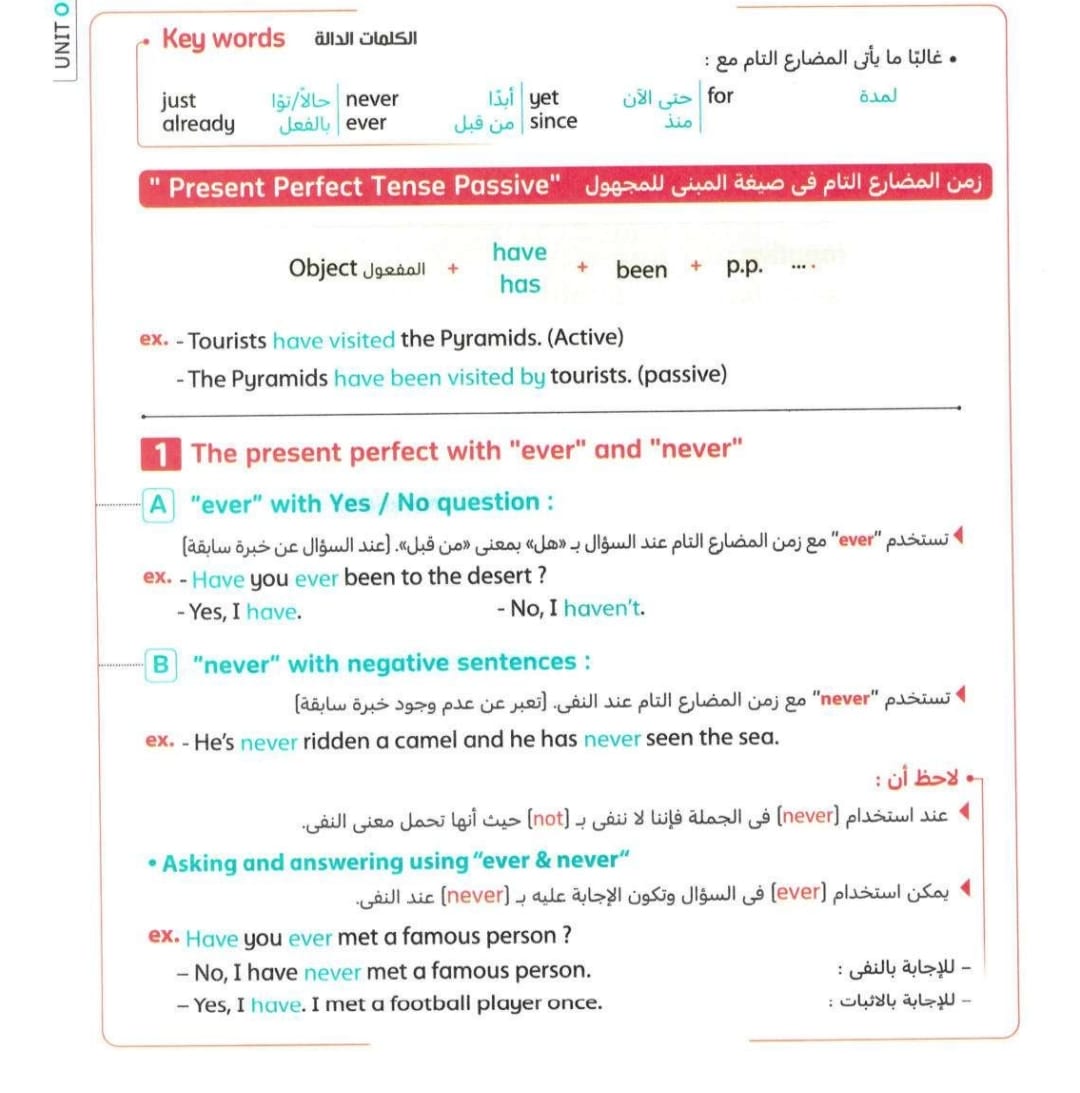 UNIT O
• Key words الكلمات الدالة
• غالبًا ما يأتى المضارع التام مع :
just حالاً/توًا never أبدًا yet حتى الآن for لمدة
already بالفعل ever من قبل since منذ
" Present Perfect Tense Passive" زمن المضارع التام فى صيغة المبنى للمجهول
Object المفعول + have / has + been + p.p. ... .
ex. - Tourists have visited the Pyramids. (Active)
- The Pyramids have been visited by tourists. (passive)
1 The present perfect with "ever" and "never"
A "ever" with Yes / No question :
تستخدم "ever" مع زمن المضارع التام عند السؤال بـ «هل» بمعنى «من قبل». (عند السؤال عن خبرة سابقة)
ex. - Have you ever been to the desert ?
- Yes, I have. - No, I haven't.
B "never" with negative sentences :
تستخدم "never" مع زمن المضارع التام عند النفى. (تعبر عن عدم وجود خبرة سابقة)
ex. - He's never ridden a camel and he has never seen the sea.
• لاحظ أن :
عند استخدام (never) فى الجملة فإننا لا ننفى بـ (not) حيث أنها تحمل معنى النفى.
• Asking and answering using "ever & never"
يمكن استخدام (ever) فى السؤال وتكون الإجابة عليه بـ (never) عند النفى.
ex. Have you ever met a famous person ?
– No, I have never met a famous person. – للإجابة بالنفى :
– Yes, I have. I met a football player once. – للإجابة بالاثبات :